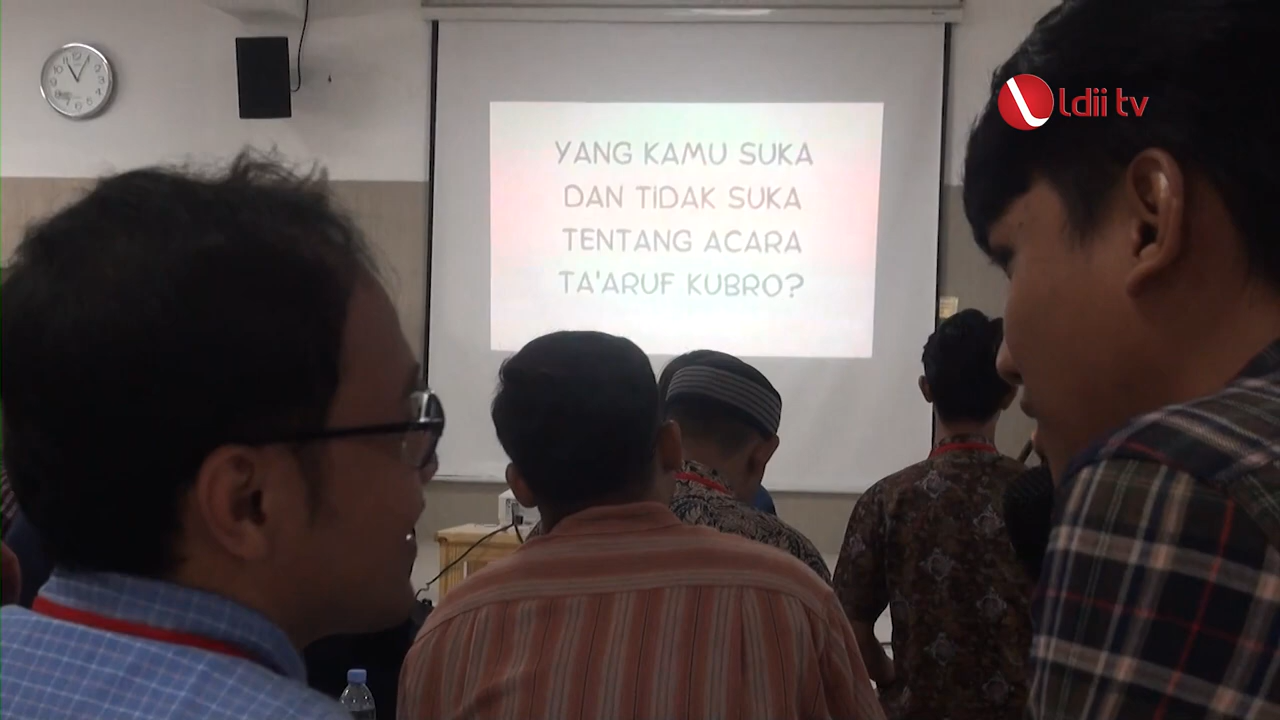 YANG KAMU SUKA
DAN TIDAK SUKA
TENTANG ACARA
TA'ARUF KUBRO?
ldii tv